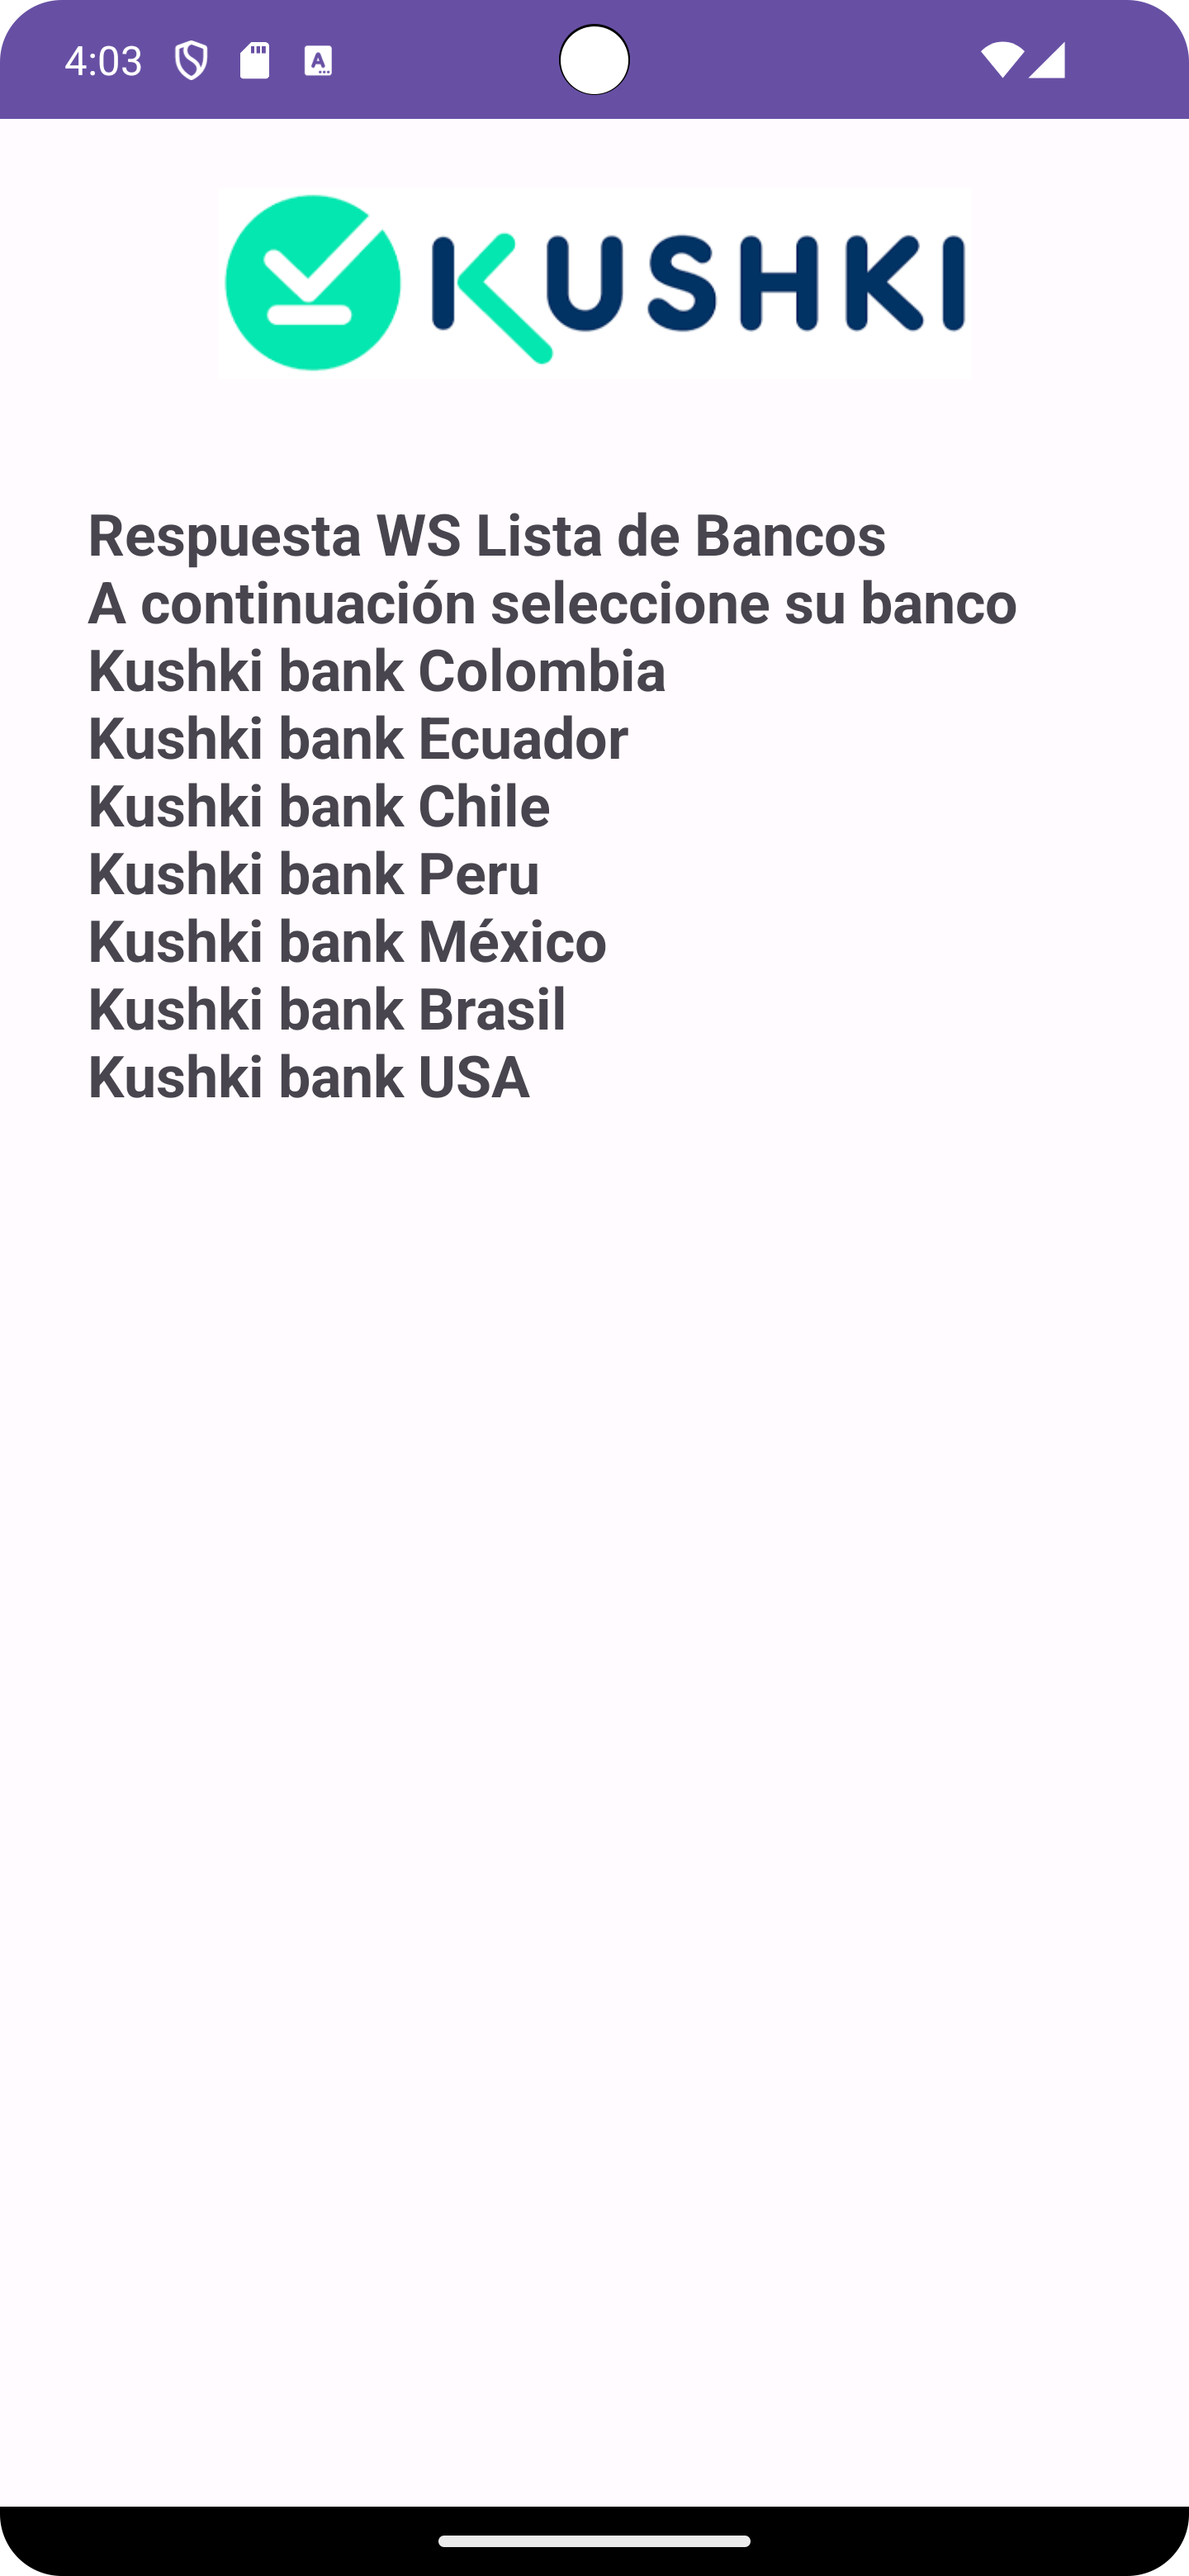 4:03
KUSHKI
Respuesta WS Lista de Bancos
A continuación seleccione su banco
Kushki bank Colombia
Kushki bank Ecuador
Kushki bank Chile
Kushki bank Peru
Kushki bank México
Kushki bank Brasil
Kushki bank USA